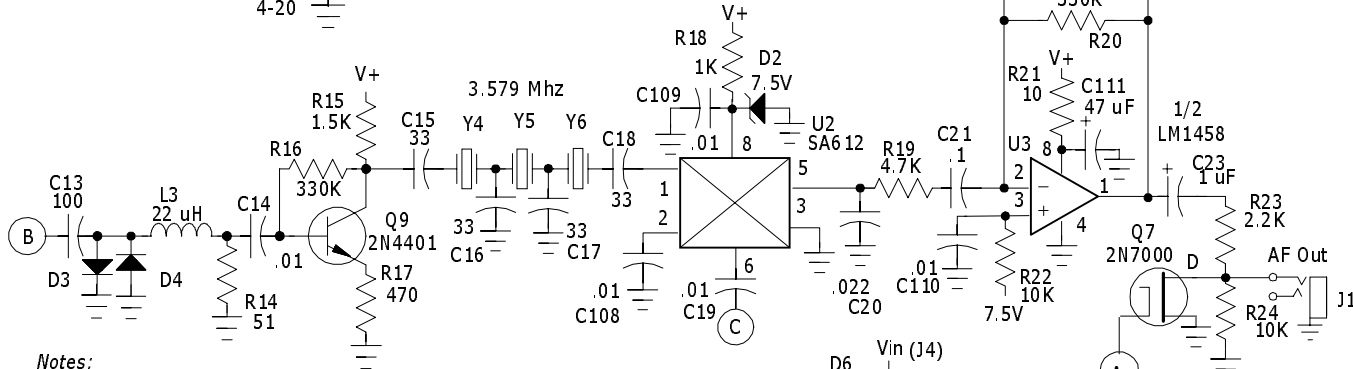 4-20
V+
R18
1K
D2
7.5V
C109
.01
8
U2
SA612
330K
R20
V+
R21
10
C111
+
47 uF
1/2
LM1458
V+
R15
1.5K
R16
330K
3.579 Mhz
C15
33
Y4
Y5
Y6
C18
33
33
C16
33
C17
1
2
5
3
6
R19
4.7K
C21
.1
U3
8
2
3
−
+
1
4
+
C23
1 uF
R23
2.2K
C13
100
B
L3
22 uH
C14
.01
Q9
2N4401
D3
D4
R14
51
R17
470
.01
C108
.01
C19
C
.022
C20
.01
C110
R22
10K
7.5V
Q7
2N7000
D
AF Out
J1
R24
10K
A
Notes:
D6
Vin (J4)